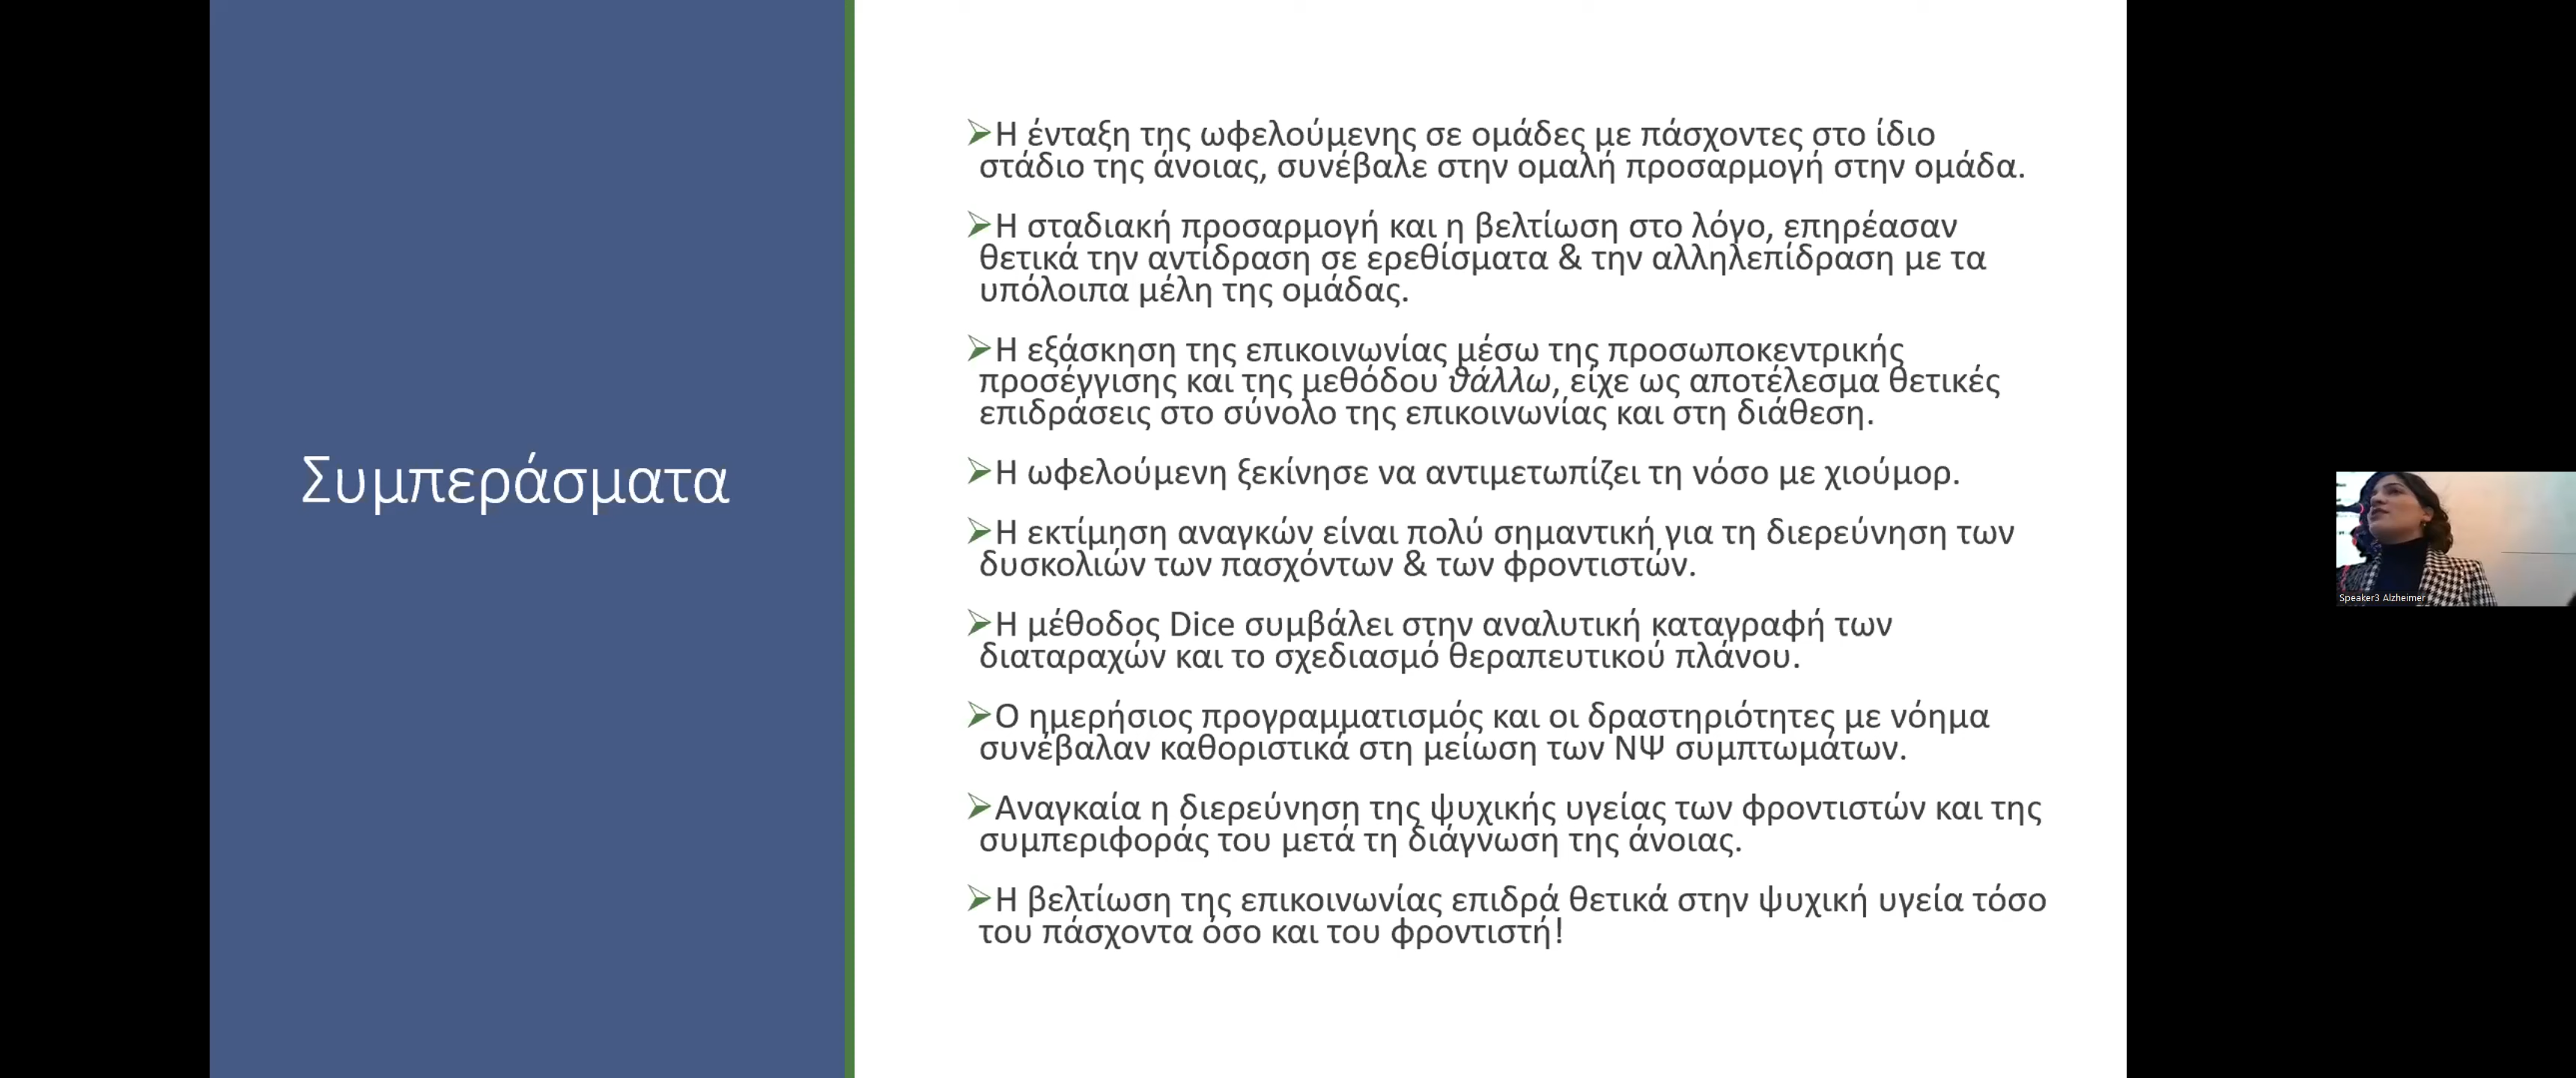 Συμπεράσματα
➢Η ένταξη της ωφελούμενης σε ομάδες με πάσχοντες στο ίδιο
στάδιο της άνοιας, συνέβαλε στην ομαλή προσαρμογή στην ομάδα.
➢Η σταδιακή προσαρμογή και η βελτίωση στο λόγο, επηρέασαν
θετικά την αντίδραση σε ερεθίσματα & την αλληλεπίδραση με τα
υπόλοιπα μέλη της ομάδας.
➢Η εξάσκηση της επικοινωνίας μέσω της προσωποκεντρικής
προσέγγισης και της μεθόδου θάλλω, είχε ως αποτέλεσμα θετικές
επιδράσεις στο σύνολο της επικοινωνίας και στη διάθεση.
➢Η ωφελούμενη ξεκίνησε να αντιμετωπίζει τη νόσο με χιούμορ.
➢Η εκτίμηση αναγκών είναι πολύ σημαντική για τη διερεύνηση των
δυσκολιών των πασχόντων & των φροντιστών.
➢Η μέθοδος Dice συμβάλει στην αναλυτική καταγραφή των
διαταραχών και το σχεδιασμό θεραπευτικού πλάνου.
➢Ο ημερήσιος προγραμματισμός και οι δραστηριότητες με νόημα
συνέβαλαν καθοριστικά στη μείωση των ΝΨ συμπτωμάτων.
➢Αναγκαία η διερεύνηση της ψυχικής υγείας των φροντιστών και της
συμπεριφοράς του μετά τη διάγνωση της άνοιας.
➢Η βελτίωση της επικοινωνίας επιδρά θετικά στην ψυχική υγεία τόσο
του πάσχοντα όσο και του φροντιστή!
Speaker3 Alzheimer